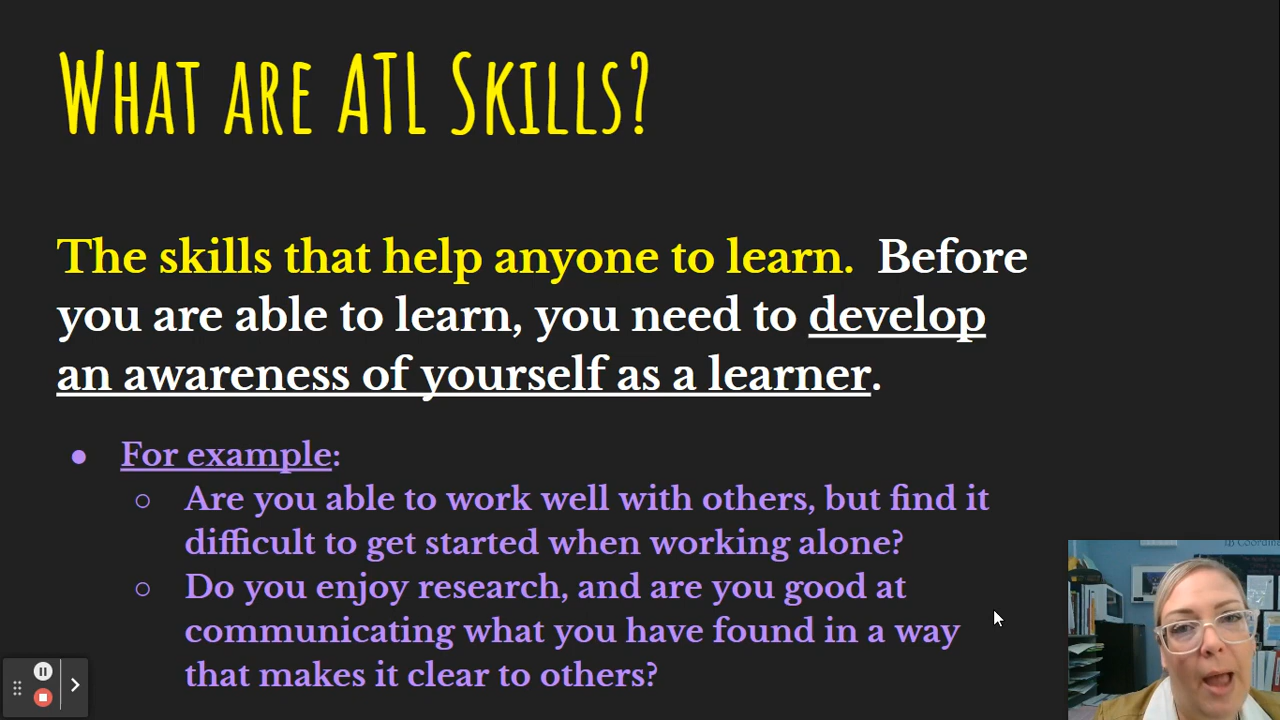 What are ATL Skills?
The skills that help anyone to learn. Before
you are able to learn, you need to develop
an awareness of yourself as a learner.
● For example:
○ Are you able to work well with others, but find it
difficult to get started when working alone?
○ Do you enjoy research, and are you good at
communicating what you have found in a way
that makes it clear to others?